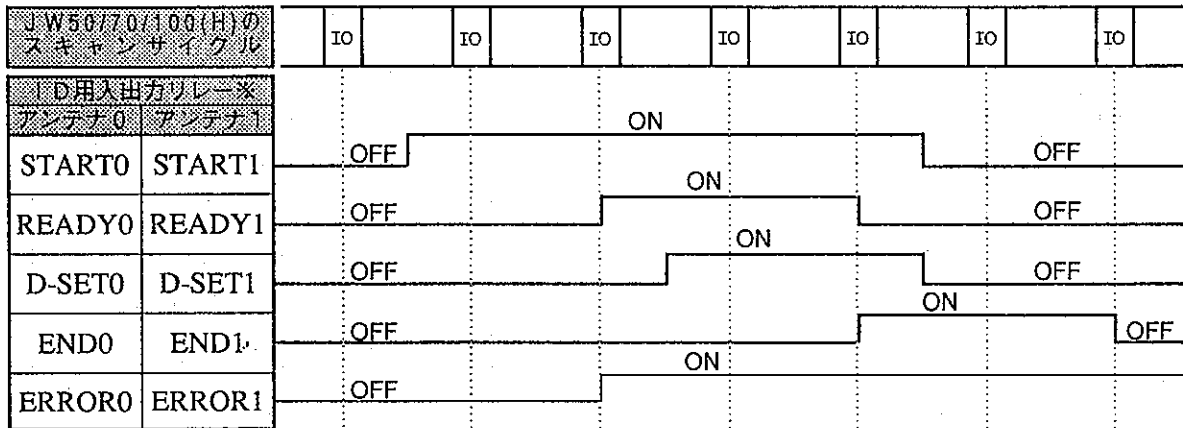 JW50/70/100(H)の
スキャンサイクル
IO IO IO IO IO IO IO
ID用入出力リレー※
アンテナ0 アンテナ1
START0 START1 OFF ON OFF
READY0 READY1 OFF ON OFF
D-SET0 D-SET1 OFF ON OFF
END0 END1 OFF ON OFF
ERROR0 ERROR1 OFF ON